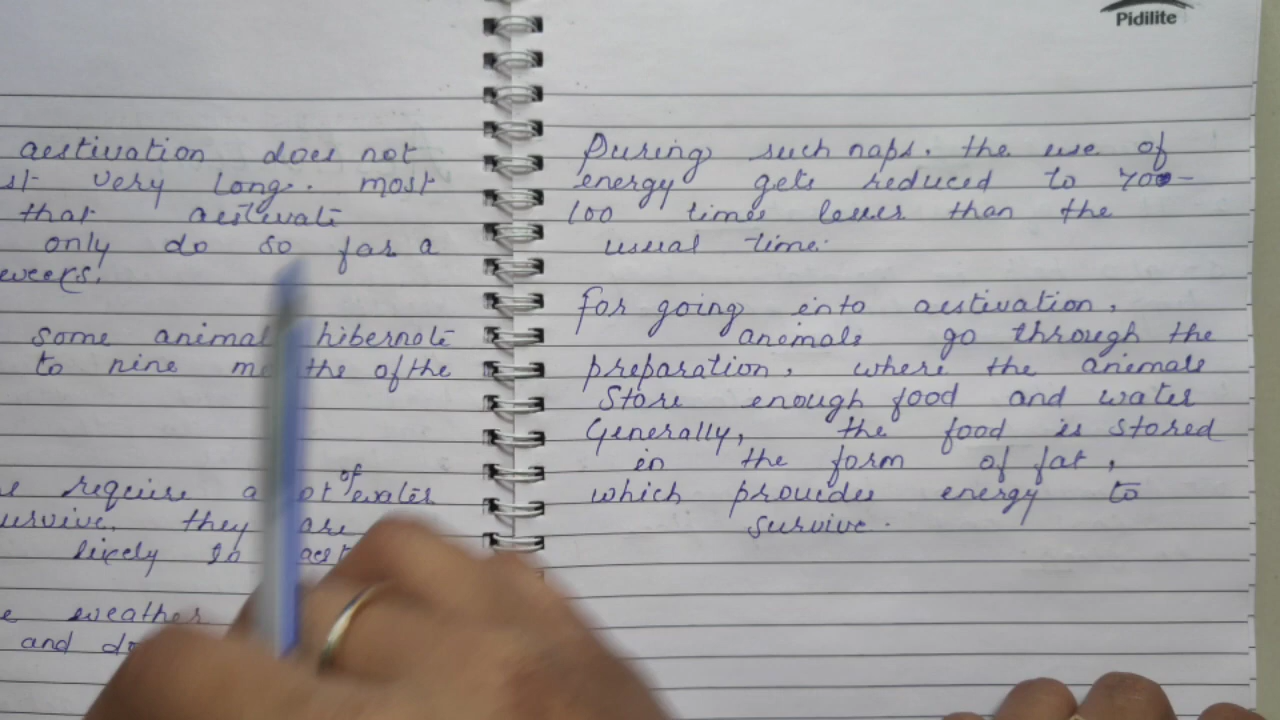 aestivation does not
very long. most
that aestivate
only do so for a
weeks.
some animal hibernate
to nine the of the
require a of water
survive. they are
likely to
weather
and
Pidilite
During such naps. the use of
energy gets reduced to 70-
100 times lesser than the
usual time.
for going into aestivation,
animals go through the
preparation, where the animals
Store enough food and water
Generally, the food is stored
in the form of fat,
which provides energy to
survive.